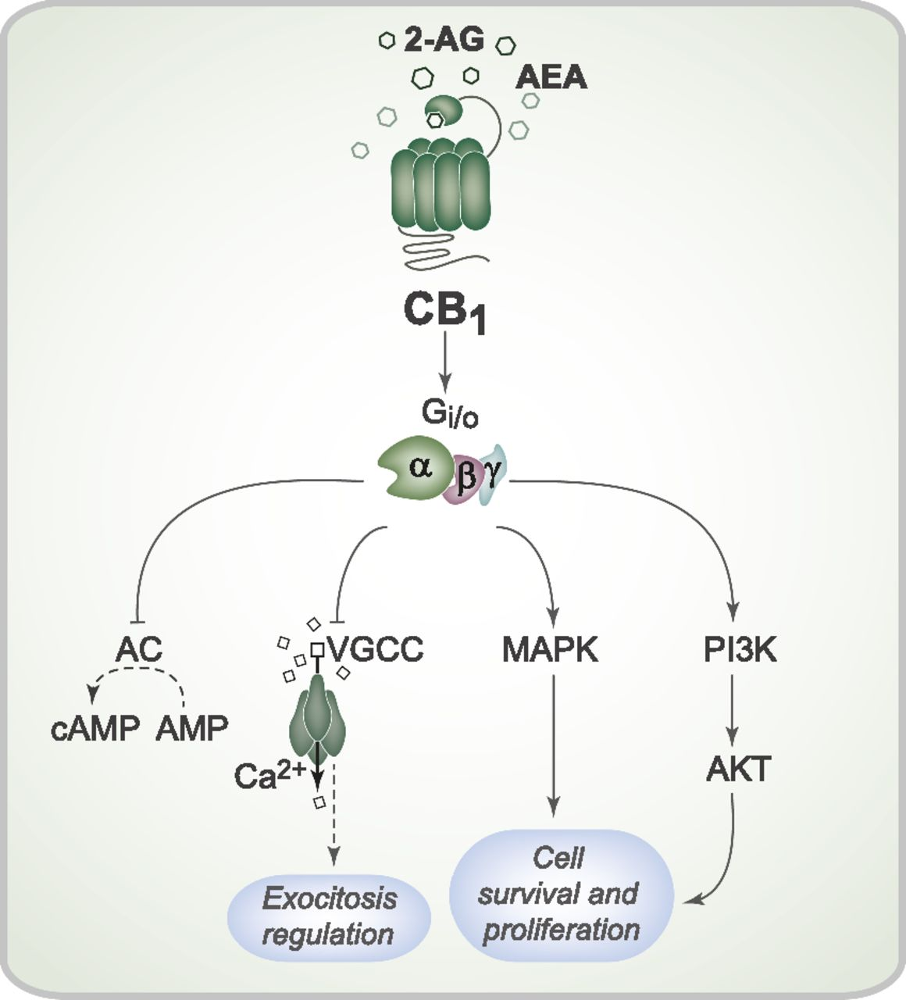 2-AG
AEA
CB₁
Gi/o
α β γ
AC
VGCC
MAPK
PI3K
cAMP AMP
Ca²⁺
AKT
Exocitosis
regulation
Cell
survival and
proliferation